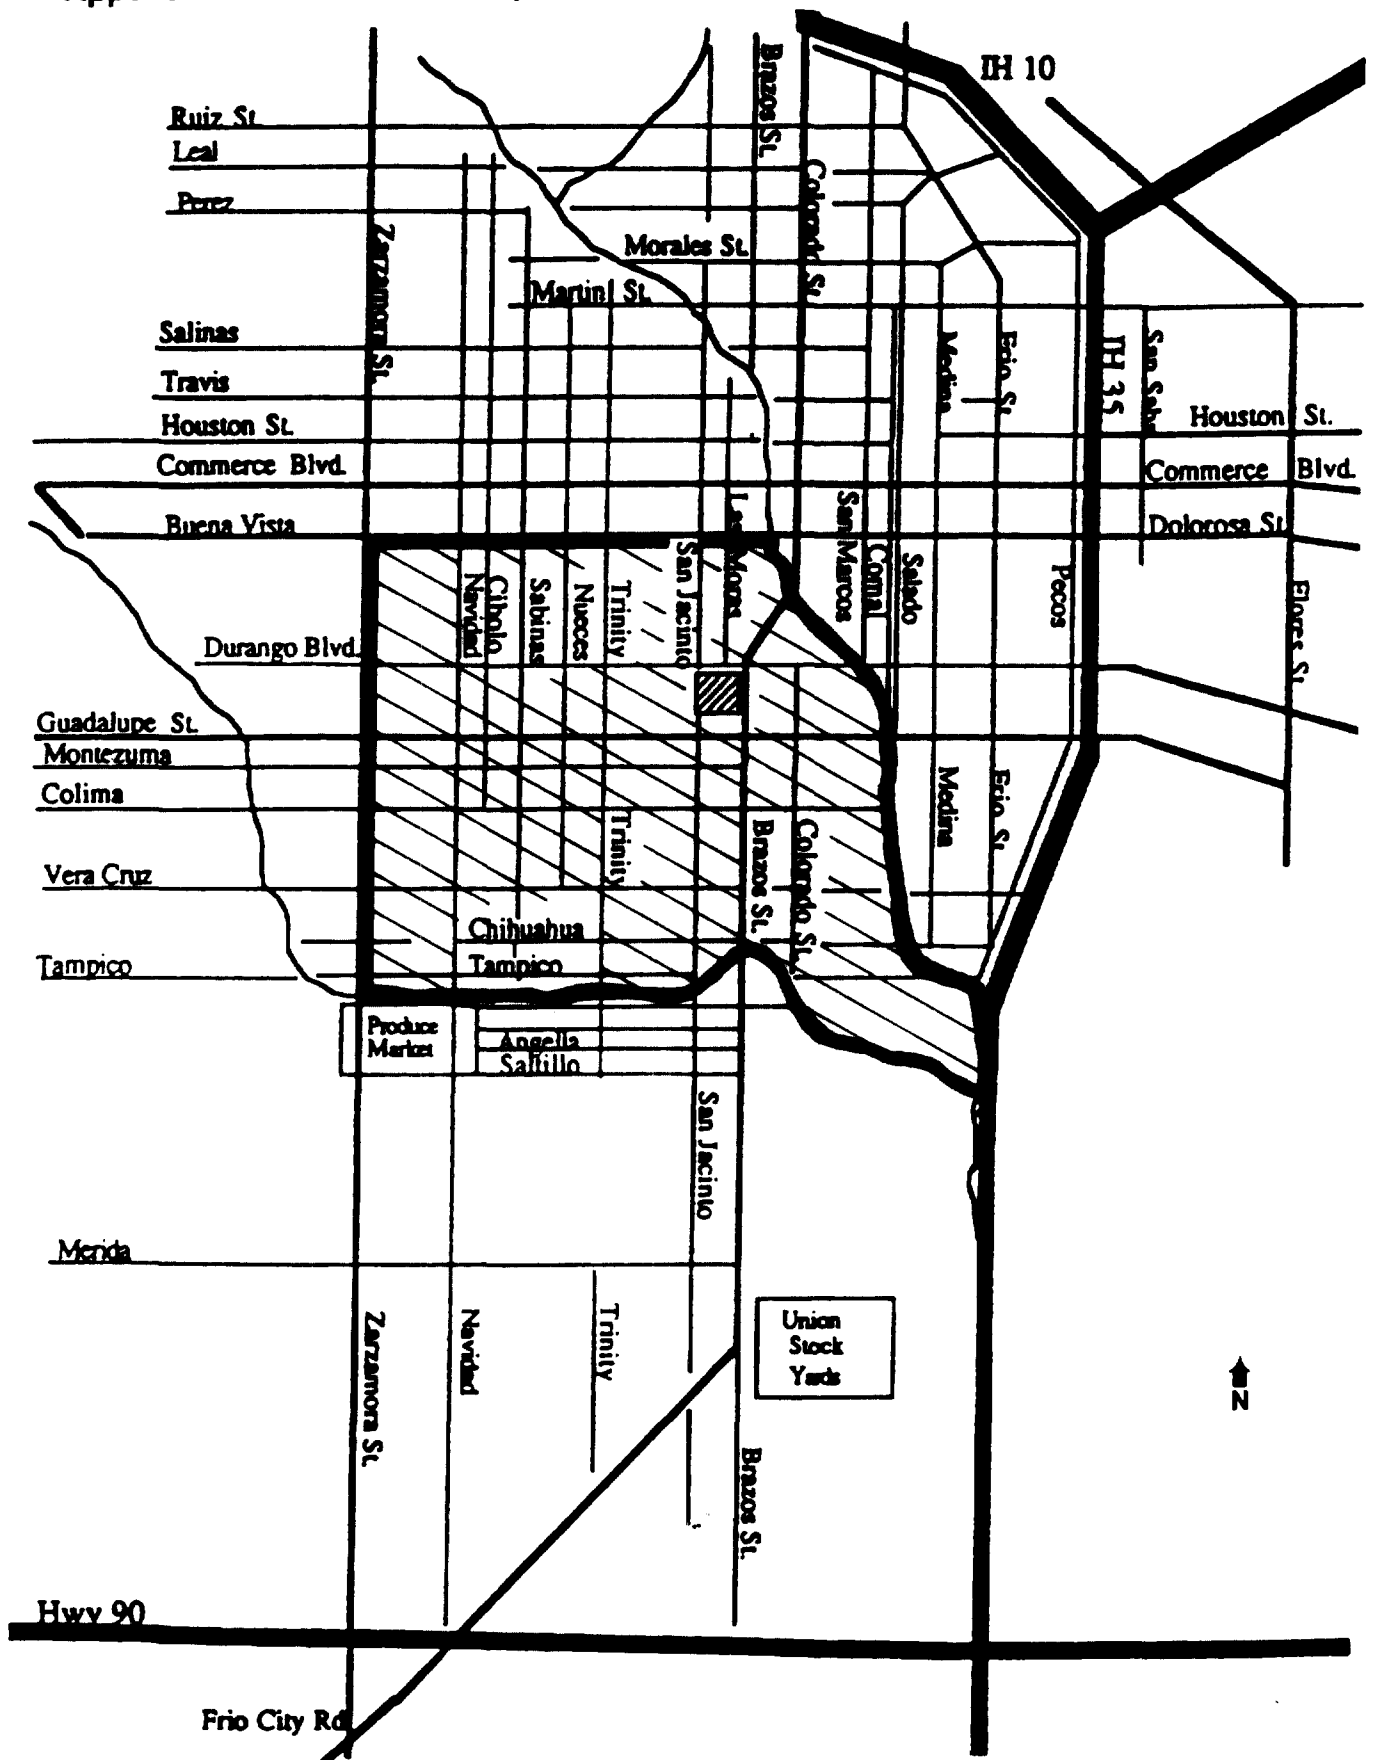 IH 10
Brazos St.
Ruiz St.
Leal
Colorado St.
Perez
Zarzamora St.
Morales St.
Martin St.
Salinas
Medina
Frio St.
IH 35
Travis
Houston St.
Houston St.
Commerce Blvd.
Commerce Blvd.
Las Moras
San Marcos
Buena Vista
Dolorosa St.
San Jacinto
Comal
Salado
Pecos
Navidad
Cibolo
Sabinas
Nueces
Trinity
Flores St.
Durango Blvd.
Guadalupe St.
Montezuma
Medina
Frio St.
Colima
Trinity
Brazos St.
Colorado St.
Vera Cruz
Chihuahua
Tampico
Tampico
Produce
Market
Angella
Saltillo
San Jacinto
Merida
Zarzamora St.
Navidad
Trinity
Union
Stock
Yards
N
Brazos St.
Hwy 90
Frio City Rd